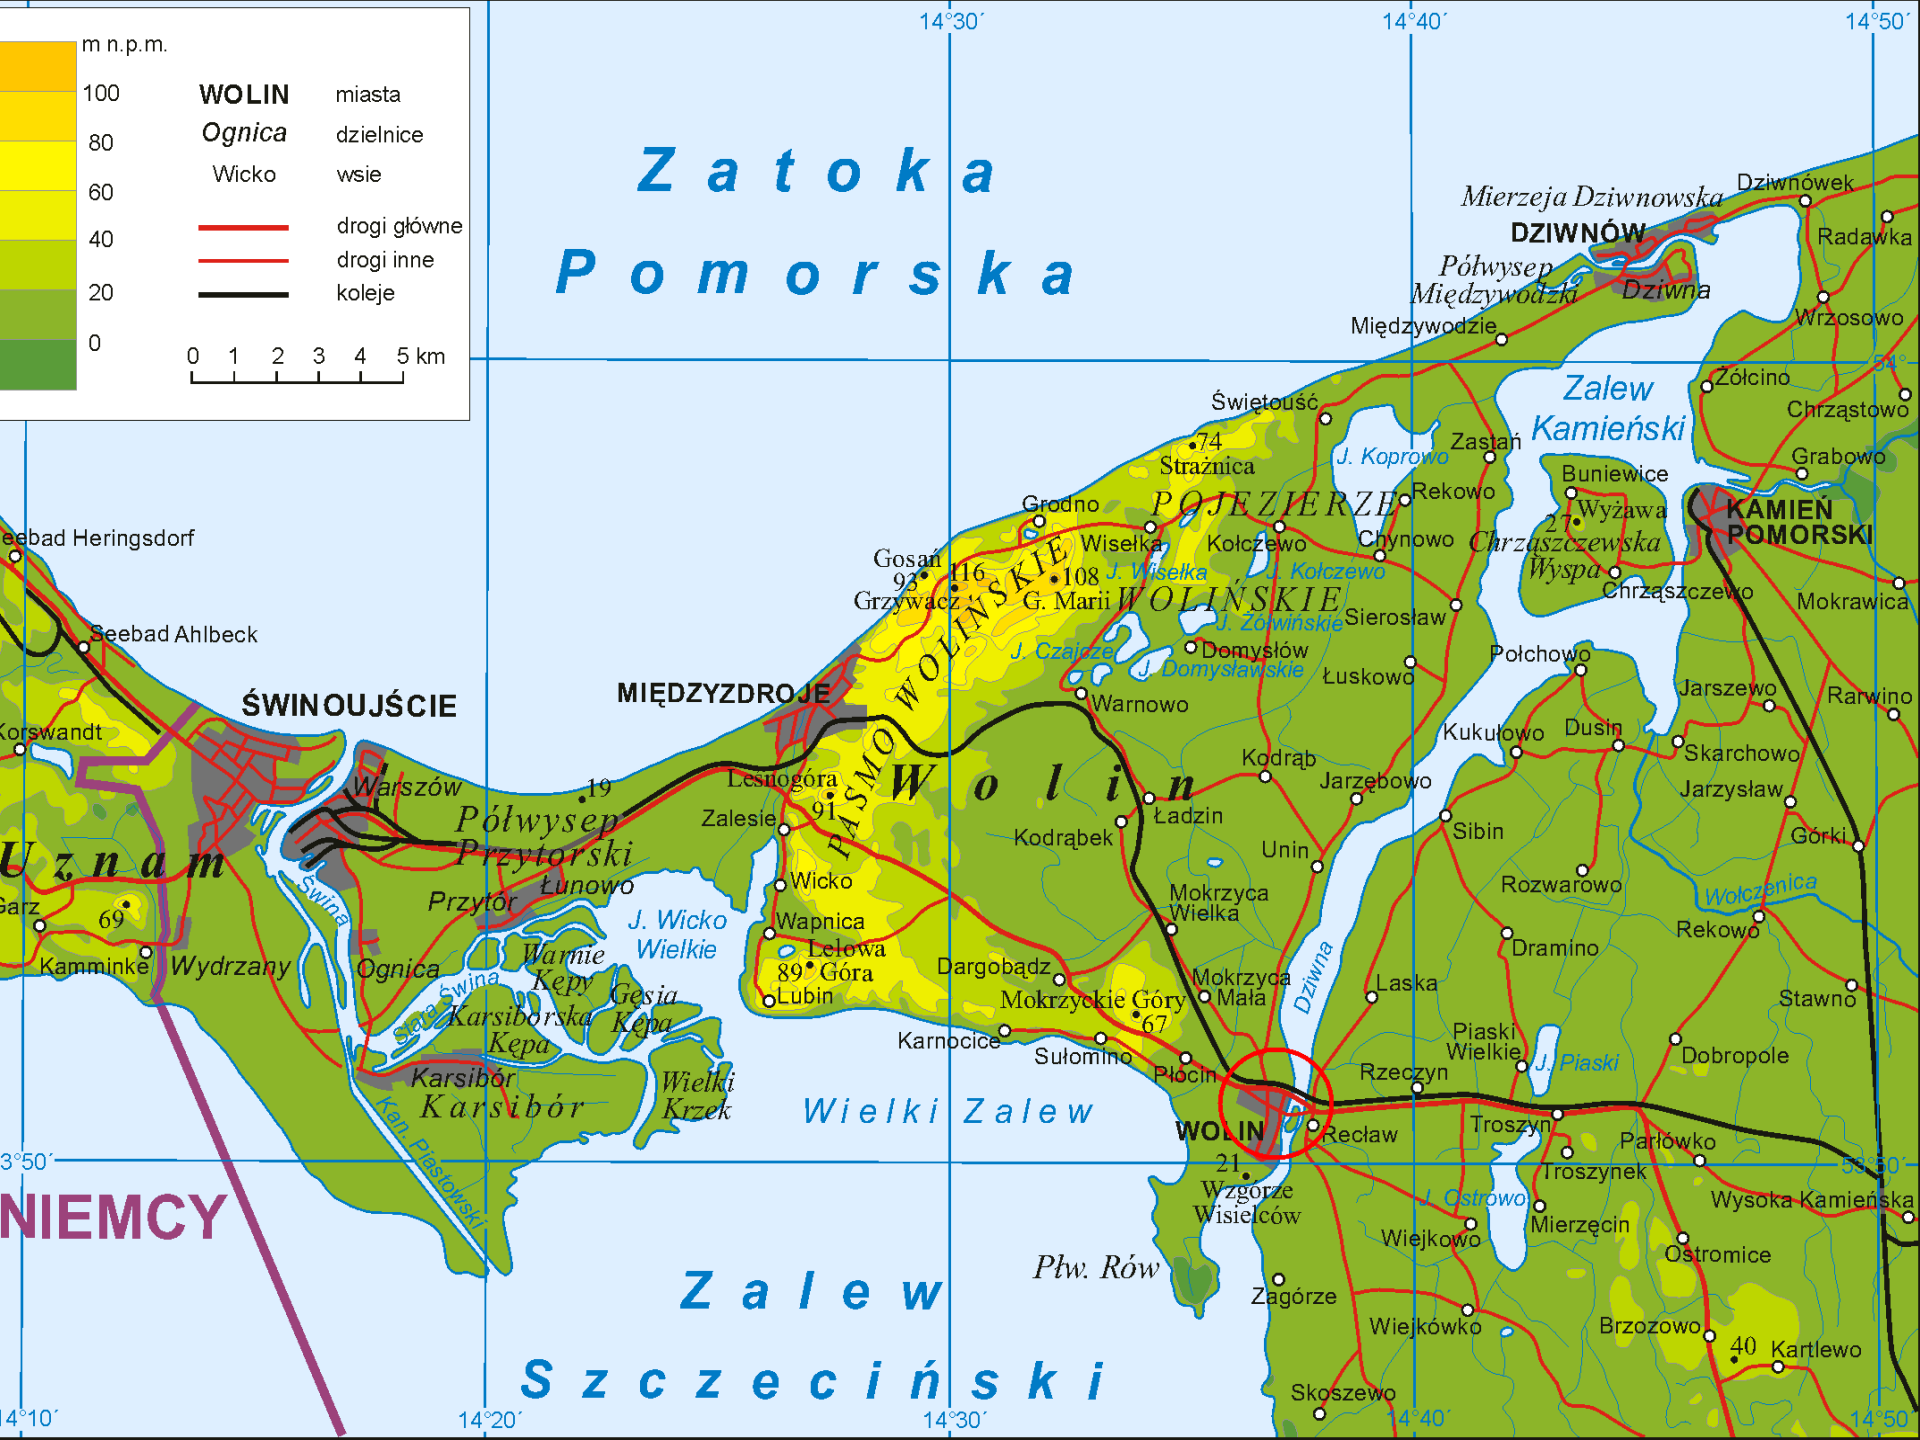 m n.p.m.
100
80
60
40
20
0
WOLIN miasta
Ognica dzielnice
Wicko wsie
drogi główne
drogi inne
koleje
0 1 2 3 4 5 km
14°30´
14°40´
14°50´
Zatoka
Pomorska
Mierzeja Dziwnowska
Dziwnówek
DZIWNÓW
Radawka
Półwysep
Międzywodzki
Dziwna
Wrzosowo
Międzywodzie
54°
Zalew
Kamieński
Żółcino
Chrząstowo
Świętouść
74
Strażnica
J. Koprowo
Zastań
Grabowo
Buniewice
Rekowo
Wyżawa
27
Chrząszczewska
Wyspa
KAMIEŃ
POMORSKI
Grodno
POJEZIERZE
Wisełka
Kołczewo
Chynowo
Gosań
93
116
Grzywacz
108
G. Marii
J. Wisełka
J. Kołczewo
WOLIŃSKIE
Chrząszczewo
Mokrawica
Seebad Heringsdorf
Seebad Ahlbeck
J. Żółwińskie
Sierosław
J. Czajcze
Domysłów
J. Domysławskie
Łuskowo
Połchowo
Jarszewo
Rarwino
PASMO WOLIŃSKIE
Warnowo
ŚWINOUJŚCIE
MIĘDZYZDROJE
Korswandt
Kukułowo
Dusin
Skarchowo
Kodrąb
Jarzębowo
Jarzysław
Warszów
19
Leśnogóra
91
Wolin
Zalesie
Ładzin
Kodrąbek
Sibin
Górki
Półwysep
Przytorski
Uznam
Unin
Świna
Łunowo
Przytór
Wicko
Mokrzyca
Wielka
Rozwarowo
Wołczenica
Rekowo
Garz
69
Kamminke
Wydrzany
Ognica
J. Wicko
Wielkie
Wapnica
Lelowa
Góra
89
Lubin
Warnie
Kępy
Gęsia
Kępa
Stara Świna
Karsiborska
Kępa
Dargobądz
Mokrzyckie Góry
67
Mokrzyca
Mała
Dziwna
Dramino
Laska
Stawno
Karnocice
Sułomino
Płocin
Piaski
Wielkie
J. Piaski
Dobropole
Karsibór
Karsibór
Wielki
Krzek
Wielki Zalew
Rzeczyn
WOLIN
Recław
Troszyn
Troszynek
Parłówko
3°50´
53°50´
Kan. Piastowski
21
Wzgórze
Wisielców
J. Ostrowo
Mierzęcin
Wysoka Kamieńska
NIEMCY
Wiejkowo
Ostromice
Płw. Rów
Zagórze
Zalew
Szczeciński
Wiejkówko
Brzozowo
40
Kartlewo
Skoszewo
14°10´
14°20´
14°30´
14°40´
14°50´